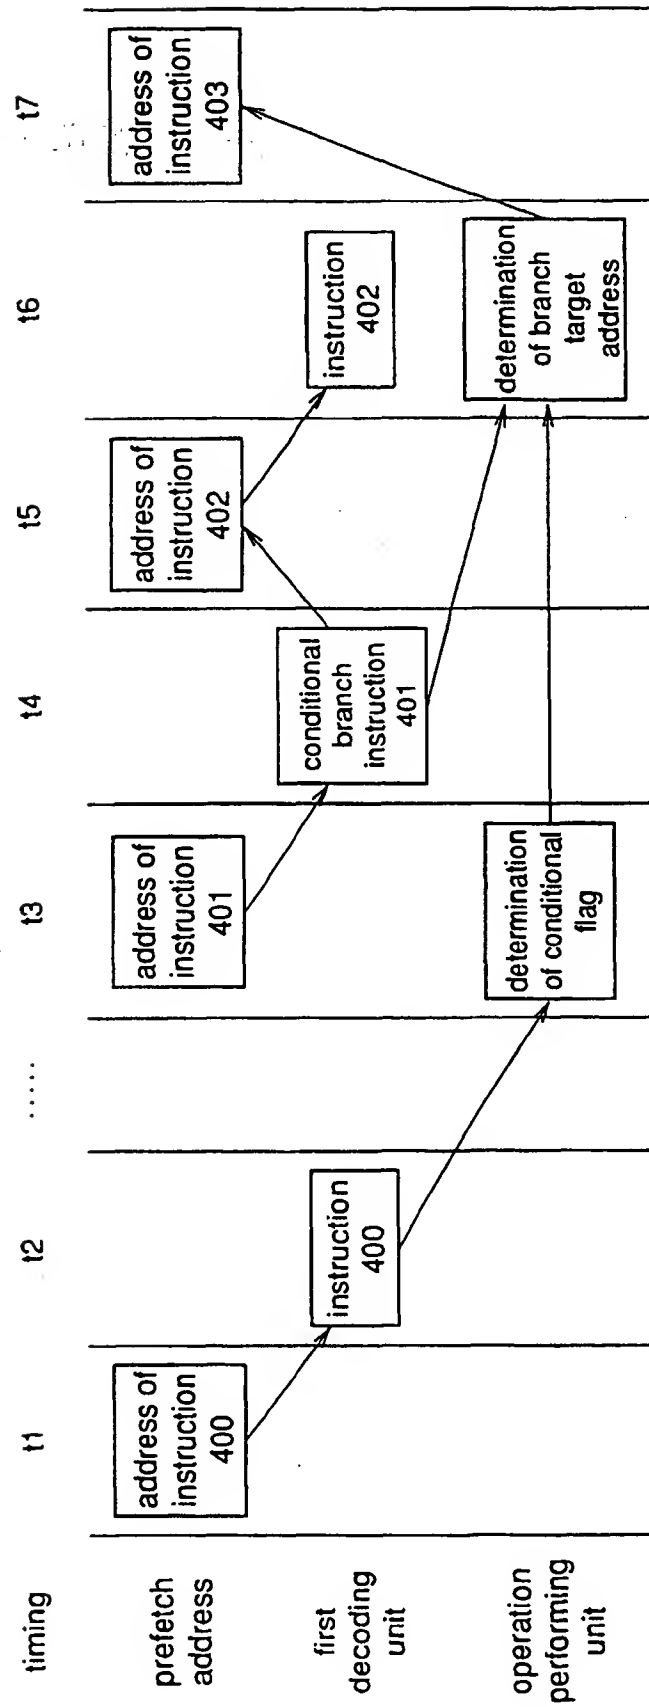 timing
t1
t2
.....
t3
t4
t5
t6
t7
prefetch
address
address of
instruction
400
address of
instruction
401
address of
instruction
402
address of
instruction
403
first
decoding
unit
instruction
400
conditional
branch
instruction
401
instruction
402
operation
performing
unit
determination
of conditional
flag
determination
of branch
target
address